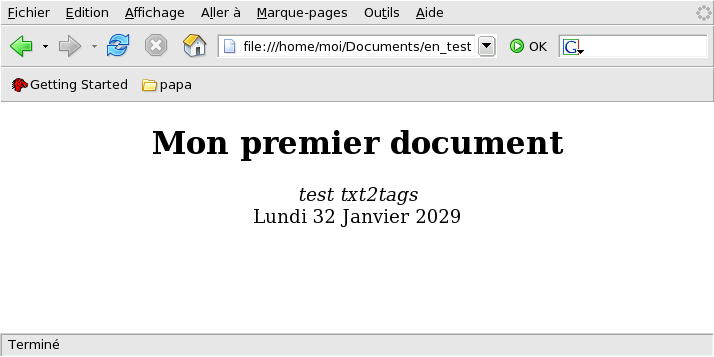 Fichier Edition Affichage Aller à Marque-pages Outils Aide
file:///home/moi/Documents/en_test OK G
Getting Started papa
Mon premier document
test txt2tags
Lundi 32 Janvier 2029
Terminé